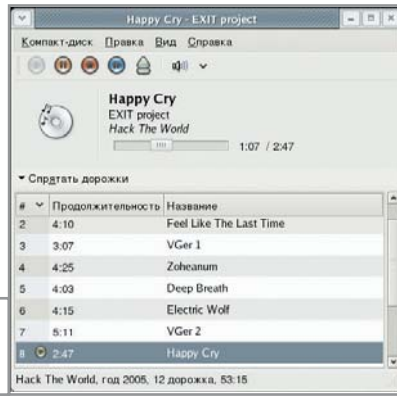 Happy Cry - EXIT project
Компакт-диск Правка Вид Справка
Happy Cry
EXIT project
Hack The World
1:07 / 2:47
Спрятать дорожки
# Продолжительность Название
2 4:10 Feel Like The Last Time
3 3:07 VGer 1
4 4:25 Zoheanum
5 4:03 Deep Breath
6 4:15 Electric Wolf
7 5:11 VGer 2
8 2:47 Happy Cry
Hack The World, год 2005, 12 дорожка, 53:15